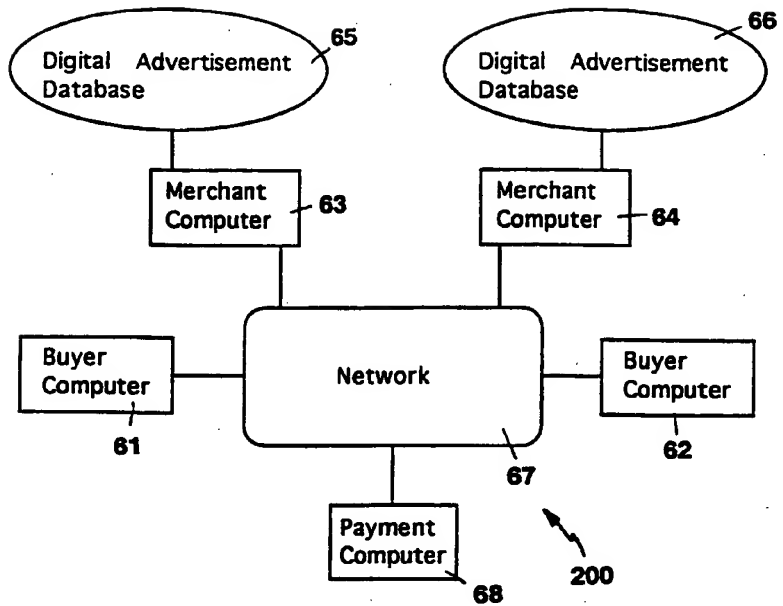 65
Digital Advertisement
Database
66
Digital Advertisement
Database
Merchant
Computer
63
Merchant
Computer
64
Buyer
Computer
61
Network
67
Buyer
Computer
62
Payment
Computer
68
200